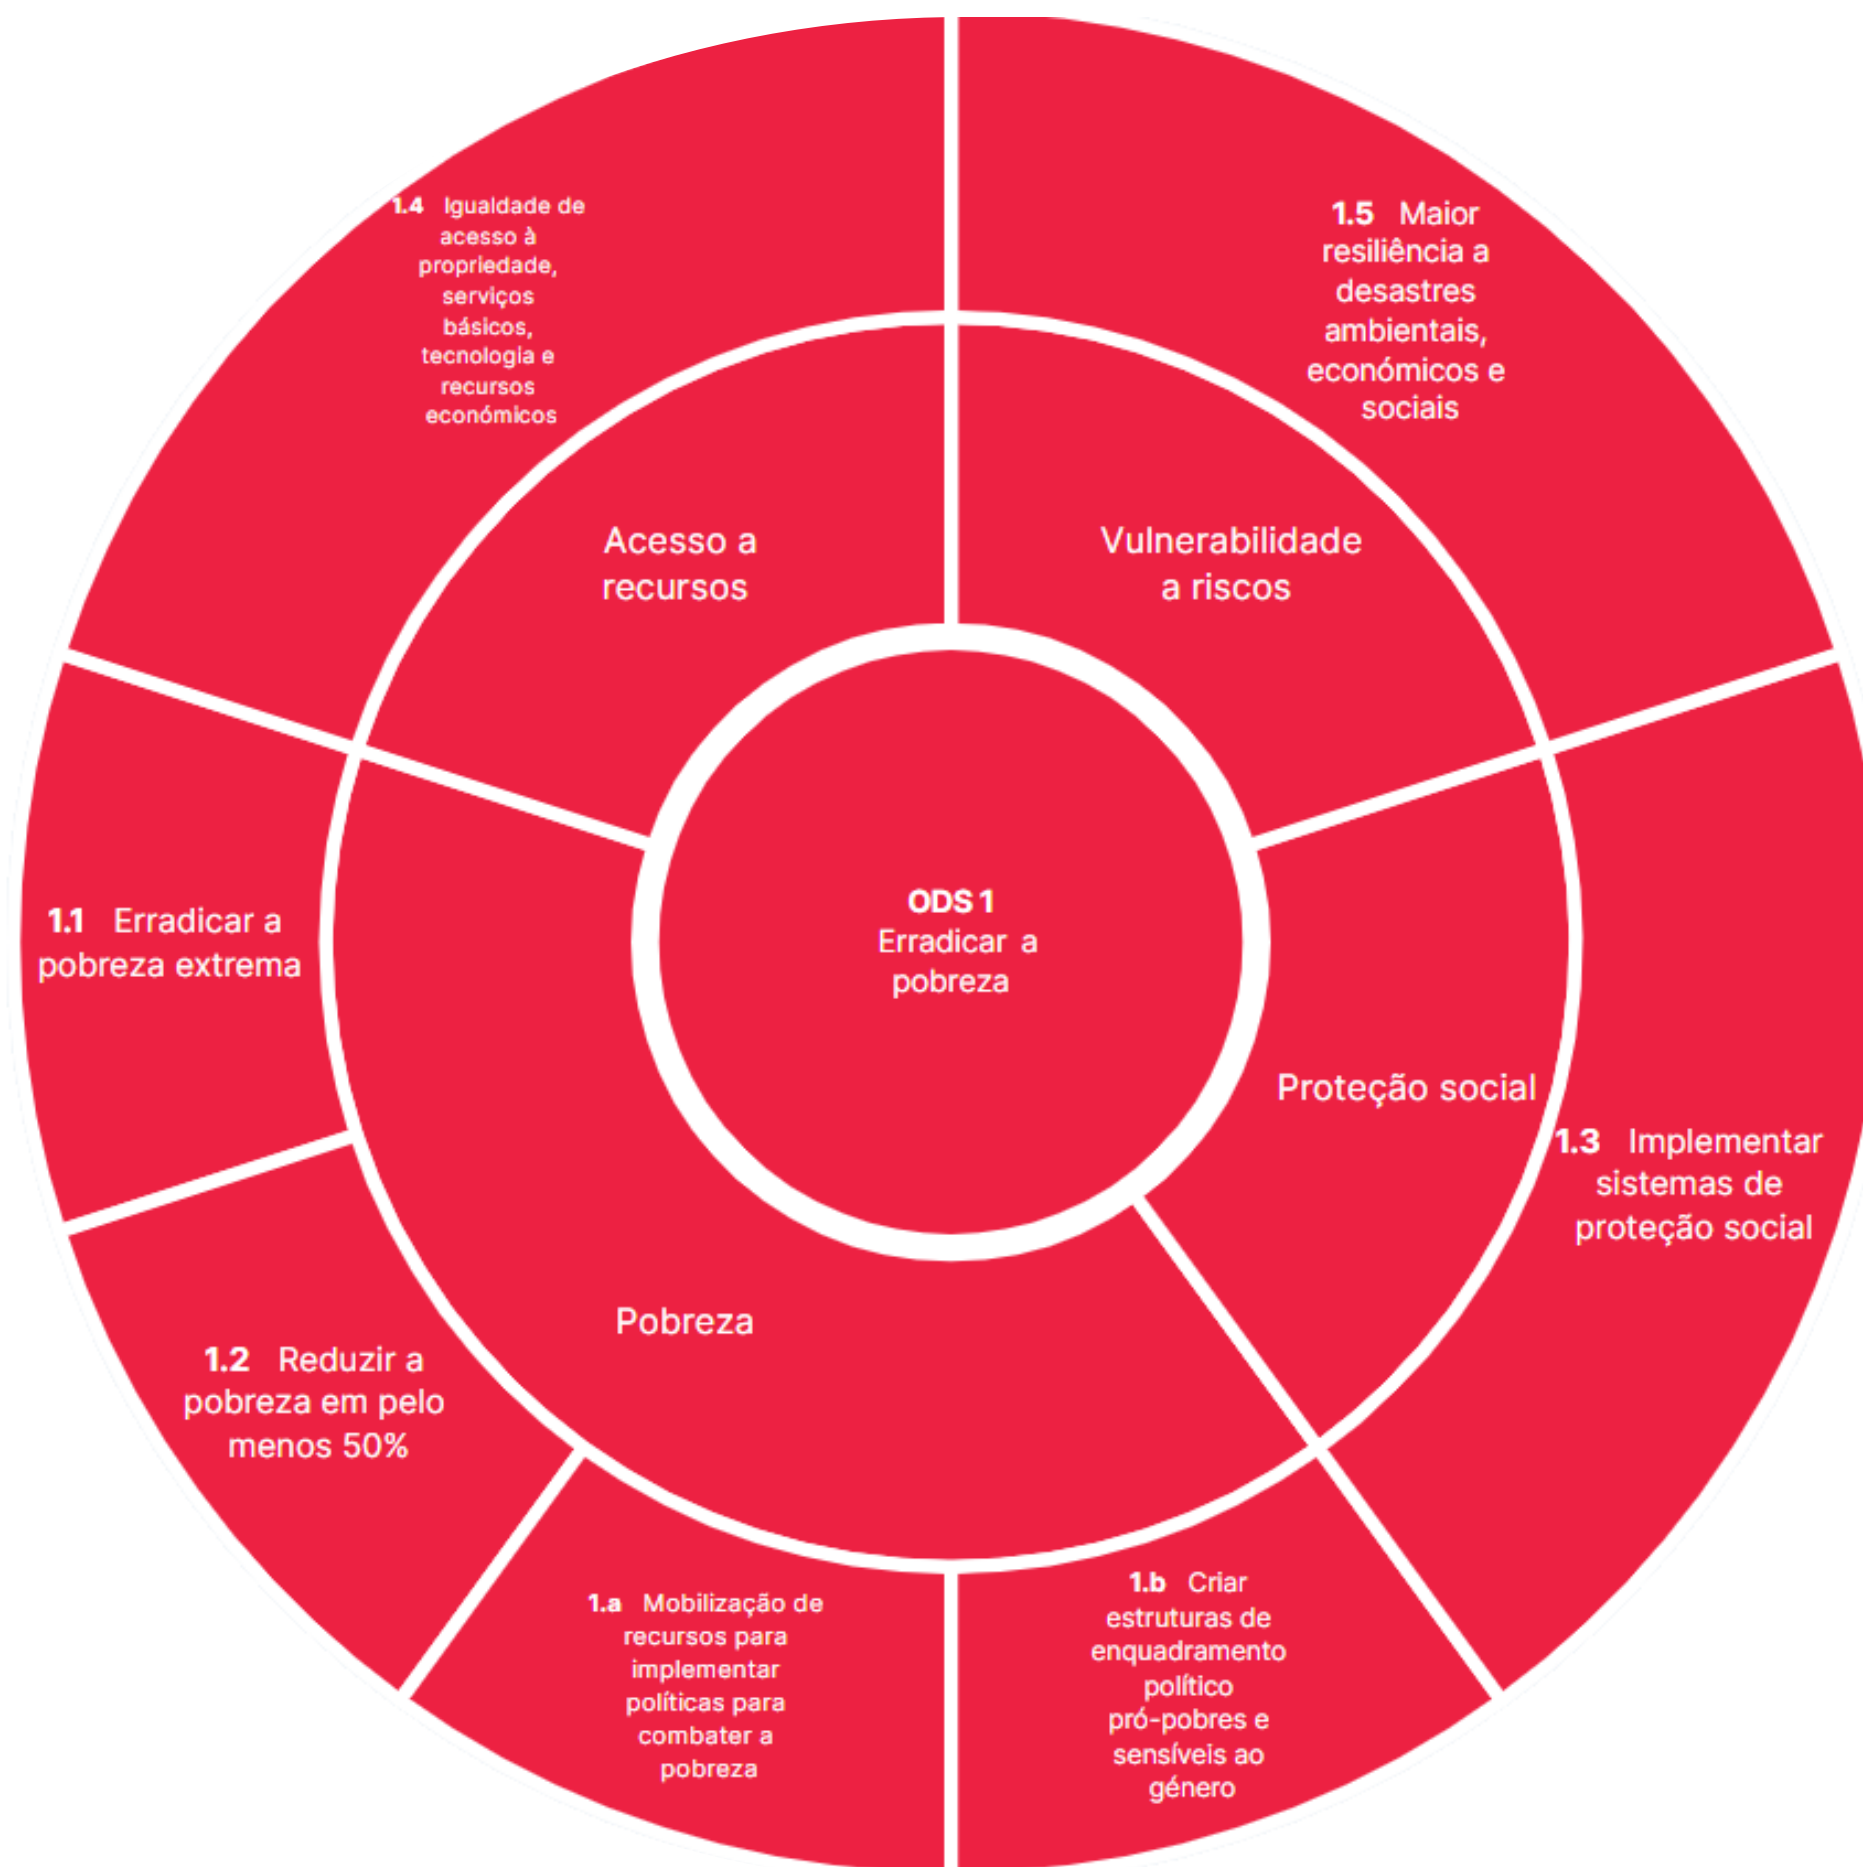 1.4 Igualdade de
acesso à
propriedade,
serviços
básicos,
tecnologia e
recursos
económicos
1.5 Maior
resiliência a
desastres
ambientais,
económicos e
sociais
Acesso a
recursos
Vulnerabilidade
a riscos
1.1 Erradicar a
pobreza extrema
ODS 1
Erradicar a
pobreza
Proteção social
1.3 Implementar
sistemas de
proteção social
Pobreza
1.2 Reduzir a
pobreza em pelo
menos 50%
1.a Mobilização de
recursos para
implementar
políticas para
combater a
pobreza
1.b Criar
estruturas de
enquadramento
político
pró-pobres e
sensíveis ao
género